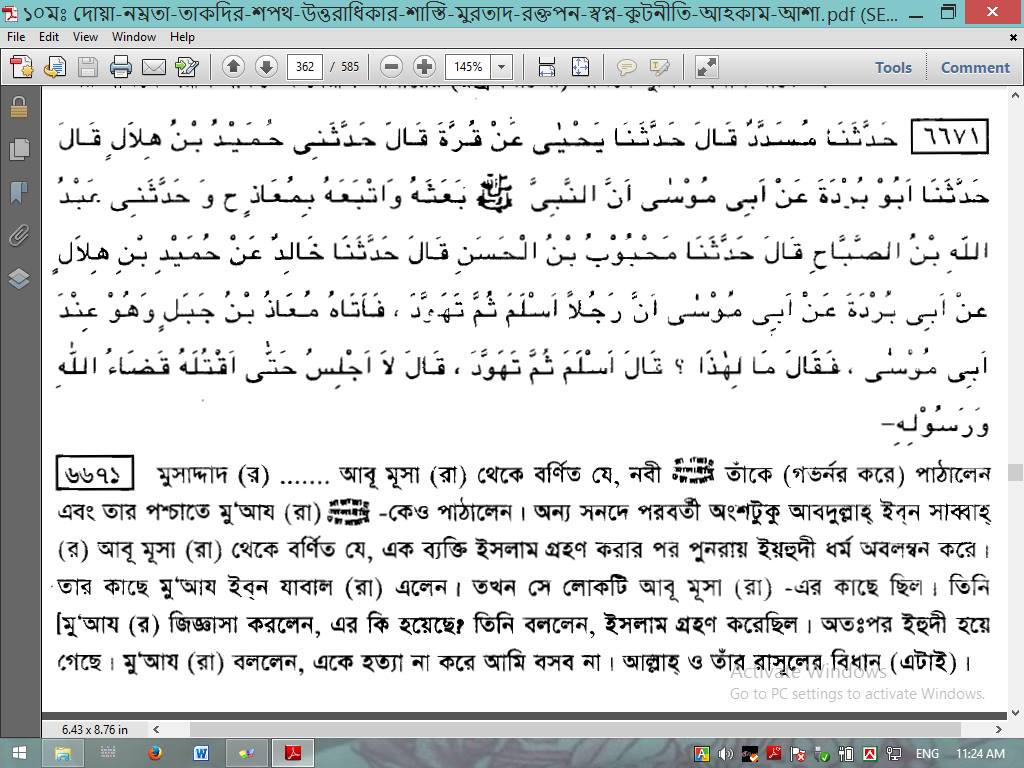 ১০মঃ দোয়া-নম্রতা-তাকদির-শপথ-উত্তরাধিকার-শাস্তি-মুরতাদ-রক্তপন-স্বপ্ন-কুটনীতি-আহকাম-আশা.pdf (SE...
File Edit View Window Help
362 / 585 145% Tools Comment
٦٦٧١ حَدَّثَنَا مُسَدَّدٌ قَالَ حَدَّثَنَا يَحْيٰى عَنْ قُرَّةَ قَالَ حَدَّثَنِى حُمَيْدُ بْنُ هِلَالٍ قَالَ
حَدَّثَنَا اَبُوْ بُرْدَةَ عَنْ اَبِى مُوْسٰى اَنَّ النَّبِىَّ ﷺ بَعَثَهُ وَاتْبَعَهُ بِمُعَاذٍ ح وَ حَدَّثَنِى عَبْدُ
اللّٰهِ بْنُ الصَّبَّاحِ قَالَ حَدَّثَنَا مَحْبُوْبُ بْنُ الْحَسَنِ قَالَ حَدَّثَنَا خَالِدٌ عَنْ حُمَيْدِ بْنِ هِلَالٍ
عَنْ اَبِى بُرْدَةَ عَنْ اَبِى مُوْسٰى اَنَّ رَجُلاً اَسْلَمَ ثُمَّ تَهَوَّدَ ، فَاَتَاهُ مُعَاذُ بْنُ جَبَلٍ وَهُوَ عِنْدَ
اَبِى مُوْسٰى ، فَقَالَ مَا لِهٰذَا ؟ قَالَ اَسْلَمَ ثُمَّ تَهَوَّدَ ، قَالَ لاَ اَجْلِسُ حَتّٰى اَقْتُلَهُ قَضَاءُ اللّٰهِ
وَرَسُوْلِهِ–
৬৬৭১ মুসাদ্দাদ (র) ....... আবূ মূসা (রা) থেকে বর্ণিত যে, নবী ﷺ তাঁকে (গভর্নর করে) পাঠালেন
এবং তার পশ্চাতে মু‘আয (রা) ﷺ -কেও পাঠালেন। অন্য সনদে পরবর্তী অংশটুকু আবদুল্লাহ্ ইব্‌ন সাব্বাহ্
(র) আবূ মূসা (রা) থেকে বর্ণিত যে, এক ব্যক্তি ইসলাম গ্রহণ করার পর পুনরায় ইয়হুদী ধর্ম অবলম্বন করে।
তার কাছে মু‘আয ইব্‌ন যাবাল (রা) এলেন। তখন সে লোকটি আবূ মূসা (রা) -এর কাছে ছিল। তিনি
[মু‘আয (র) জিজ্ঞাসা করলেন, এর কি হয়েছে? তিনি বললেন, ইসলাম গ্রহণ করেছিল। অতঃপর ইহুদী হয়ে
গেছে। মু‘আয (রা) বললেন, একে হত্যা না করে আমি বসব না। আল্লাহ্ ও তাঁর রাসূলের বিধান (এটাই)।
Activate Windows
Go to PC settings to activate Windows.
6.43 x 8.76 in
ENG 11:24 AM